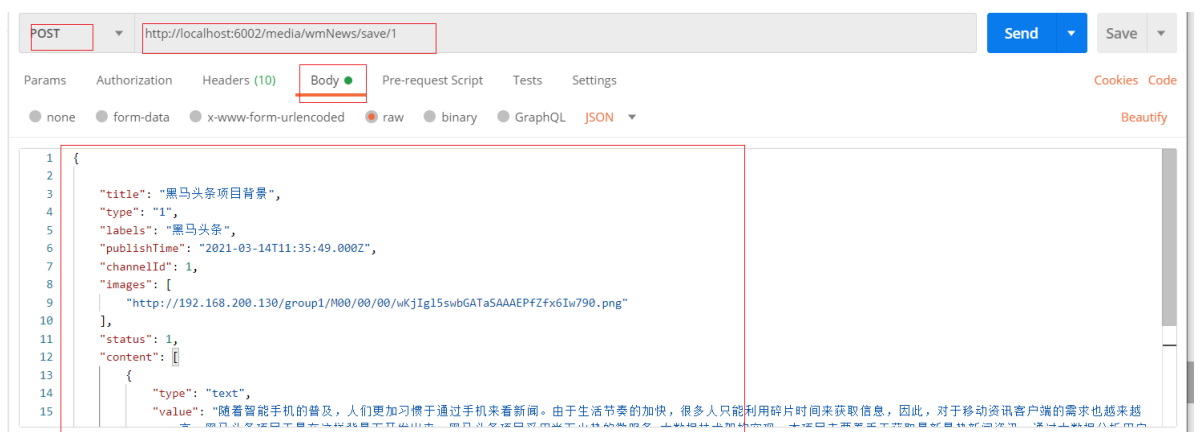 POST http://localhost:6002/media/wmNews/save/1 Send Save
Params Authorization Headers (10) Body Pre-request Script Tests Settings Cookies Code
none form-data x-www-form-urlencoded raw binary GraphQL JSON Beautify
1 {
2
3 "title": "黑马头条项目背景",
4 "type": "1",
5 "labels": "黑马头条",
6 "publishTime": "2021-03-14T11:35:49.000Z",
7 "channelId": 1,
8 "images": [
9 "http://192.168.200.130/group1/M00/00/00/wKjIgl5swbGATaSAAAEPfZfx6Iw790.png"
10 ],
11 "status": 1,
12 "content": [
13 {
14 "type": "text",
15 "value": "随着智能手机的普及，人们更加习惯于通过手机来看新闻。由于生活节奏的加快，很多人只能利用碎片时间来获取信息，因此，对于移动资讯客户端的需求也越来越